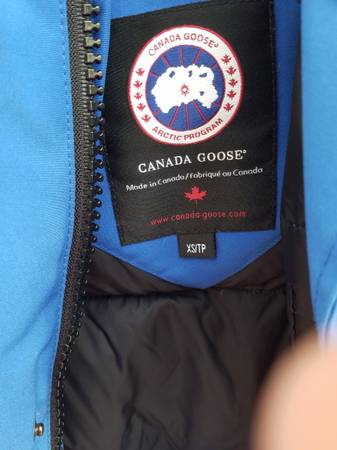 CANADA GOOSE®
ARCTIC PROGRAM
CANADA GOOSE®
Made in Canada/Fabriqué au Canada
www.canada-goose.com
XS/TP